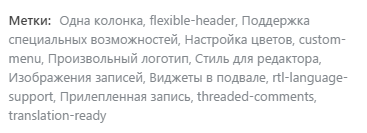 Метки: Одна колонка, flexible-header, Поддержка
специальных возможностей, Настройка цветов, custom-
menu, Произвольный логотип, Стиль для редактора,
Изображения записей, Виджеты в подвале, rtl-language-
support, Прилепленная запись, threaded-comments,
translation-ready